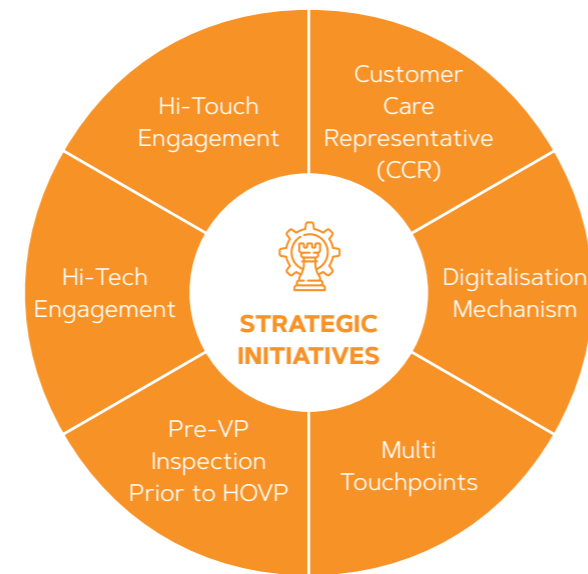 Hi-Touch
Engagement
Customer
Care
Representative
(CCR)
Hi-Tech
Engagement
STRATEGIC
INITIATIVES
Digitalisation
Mechanism
Pre-VP
Inspection
Prior to HOVP
Multi
Touchpoints